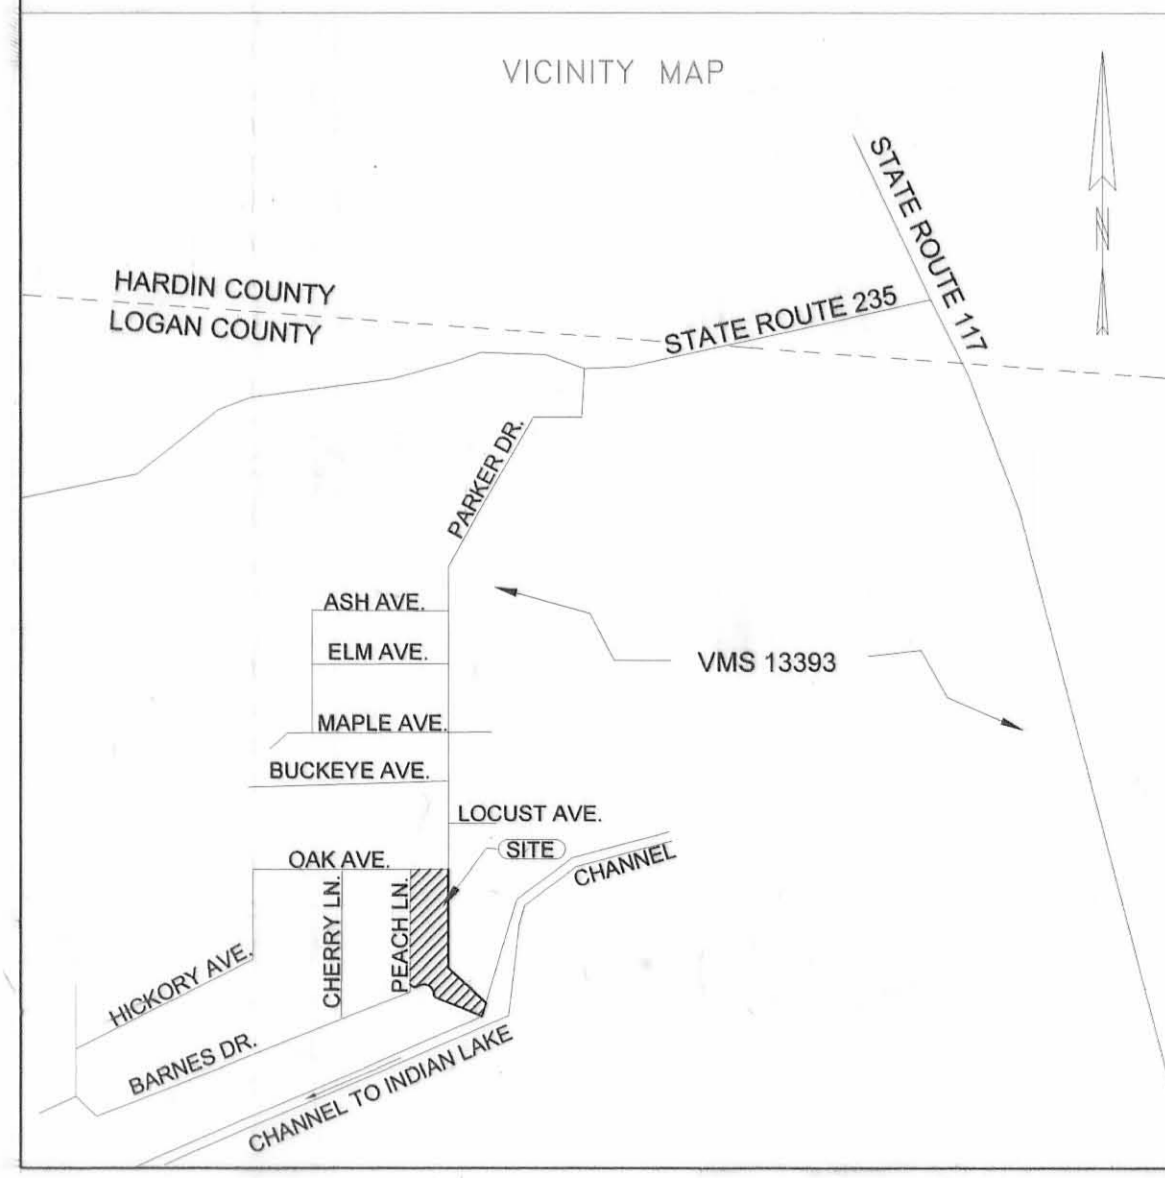 VICINITY MAP
STATE ROUTE 117
N
HARDIN COUNTY
LOGAN COUNTY
STATE ROUTE 235
PARKER DR.
ASH AVE.
ELM AVE.
VMS 13393
MAPLE AVE.
BUCKEYE AVE.
LOCUST AVE.
SITE
OAK AVE.
CHANNEL
CHERRY LN.
PEACH LN.
HICKORY AVE.
BARNES DR.
CHANNEL TO INDIAN LAKE